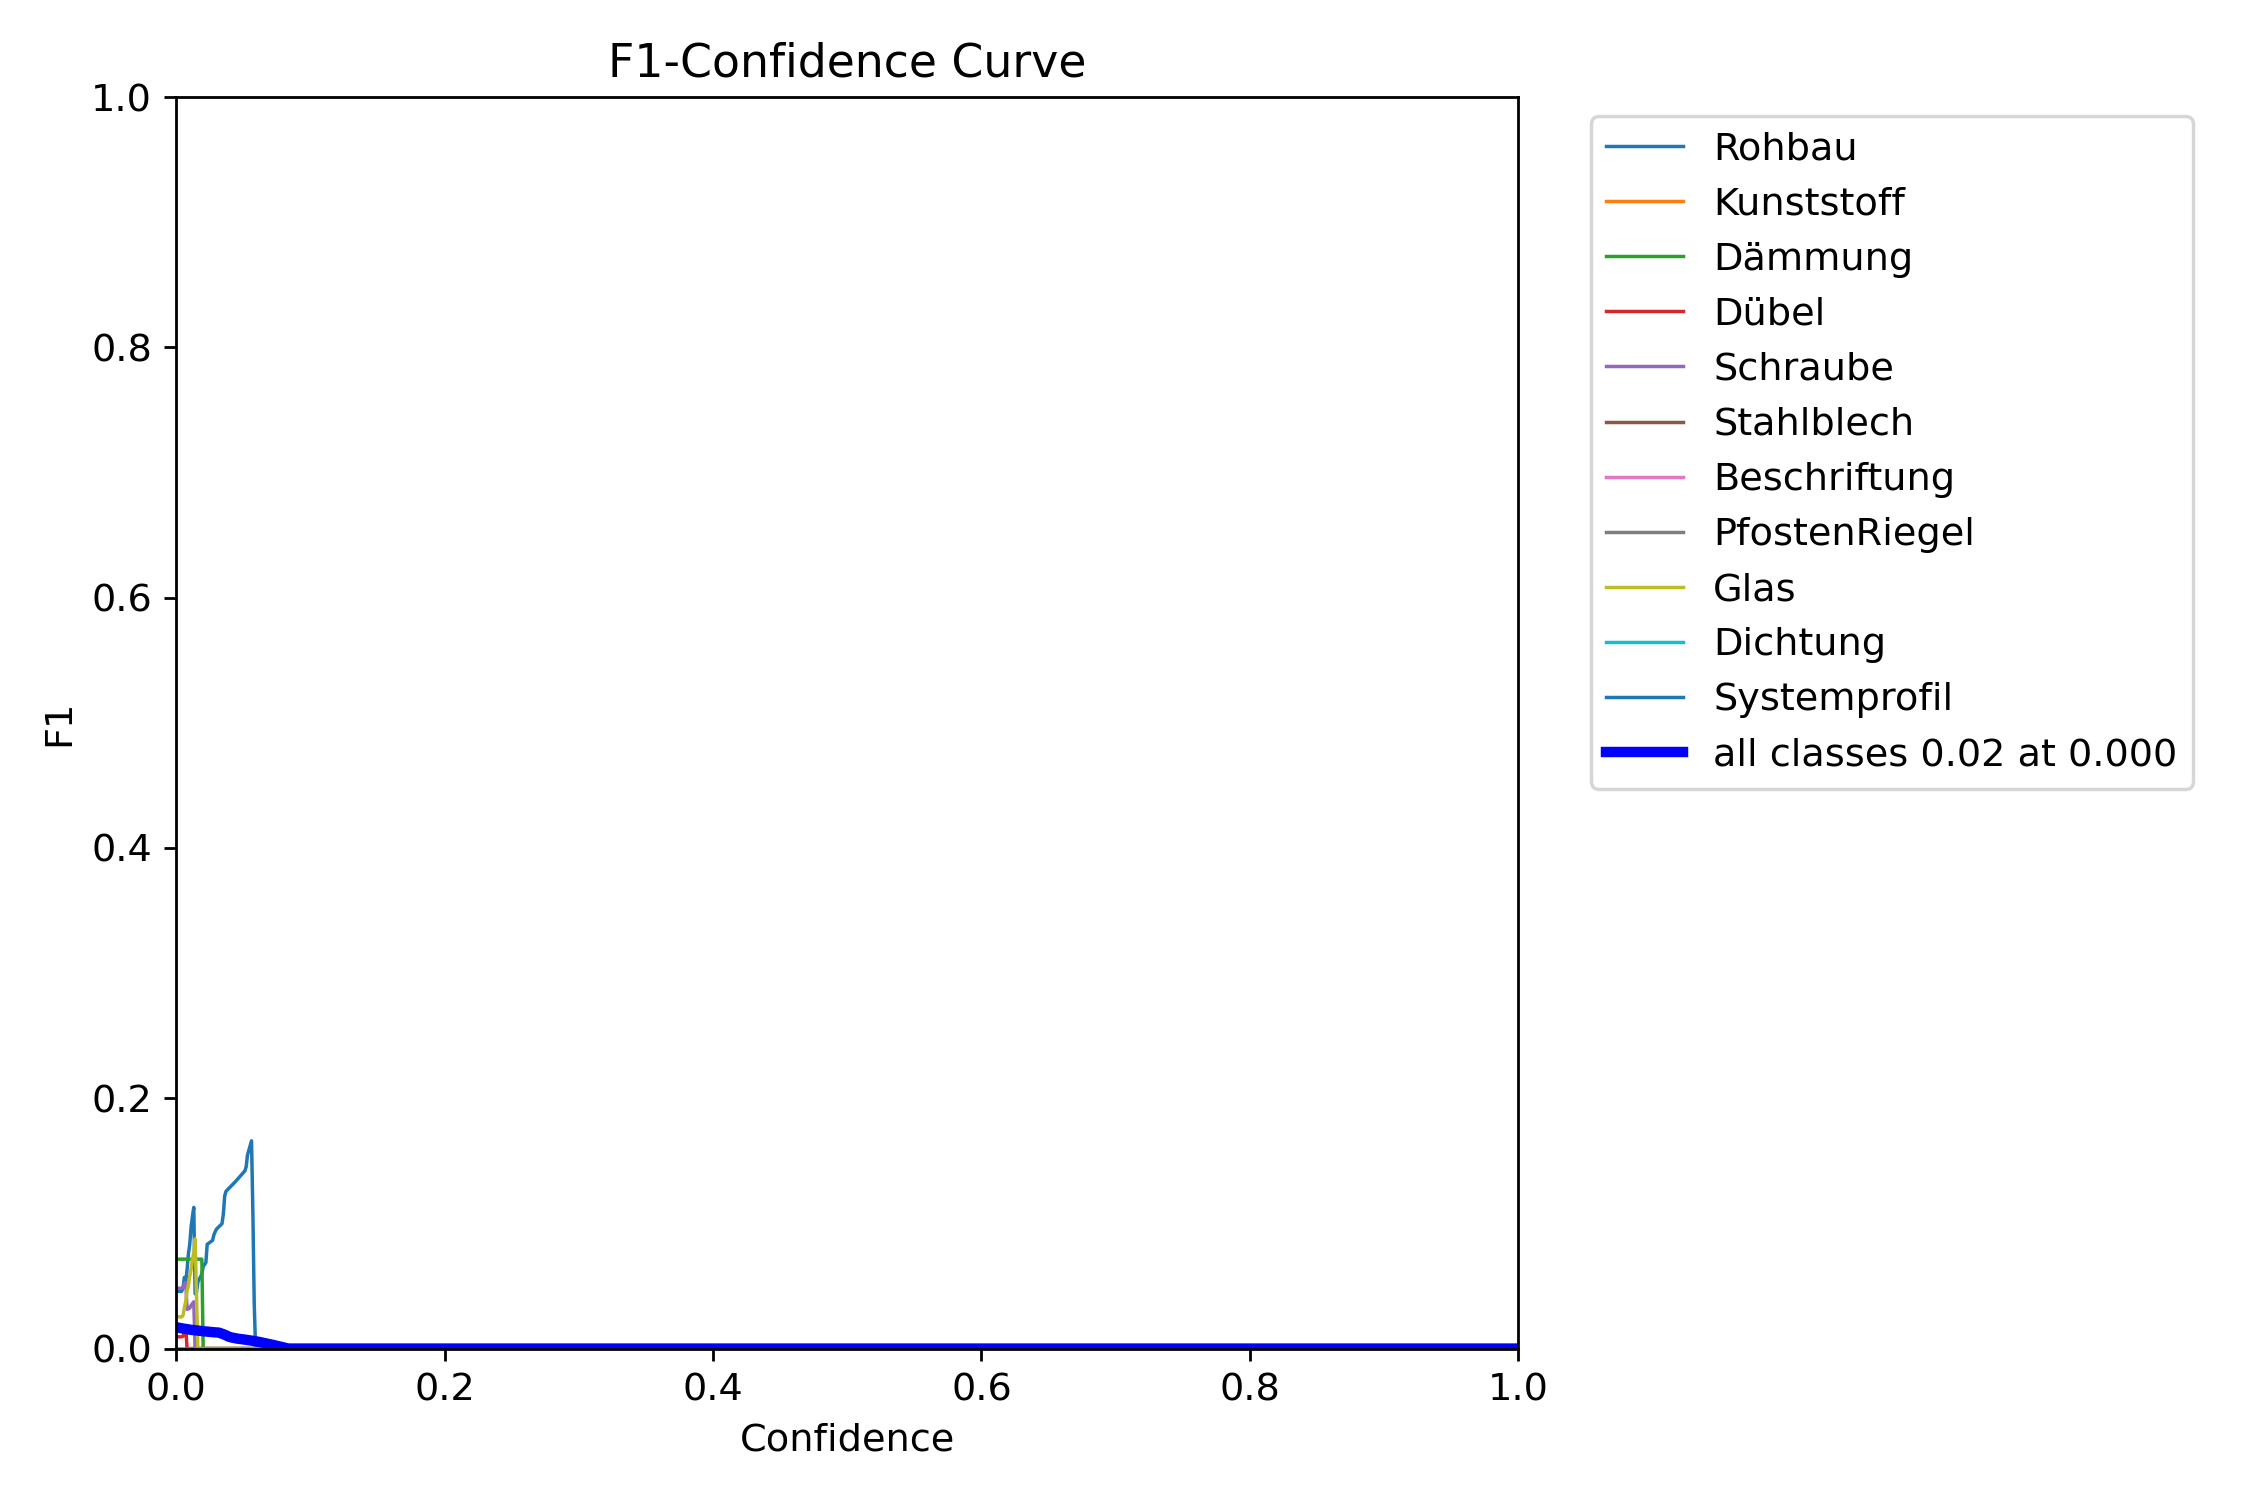 F1-Confidence Curve
1.0
0.8
0.6
0.4
0.2
0.0
F1
0.0 0.2 0.4 0.6 0.8 1.0
Confidence
Rohbau
Kunststoff
Dämmung
Dübel
Schraube
Stahlblech
Beschriftung
PfostenRiegel
Glas
Dichtung
Systemprofil
all classes 0.02 at 0.000